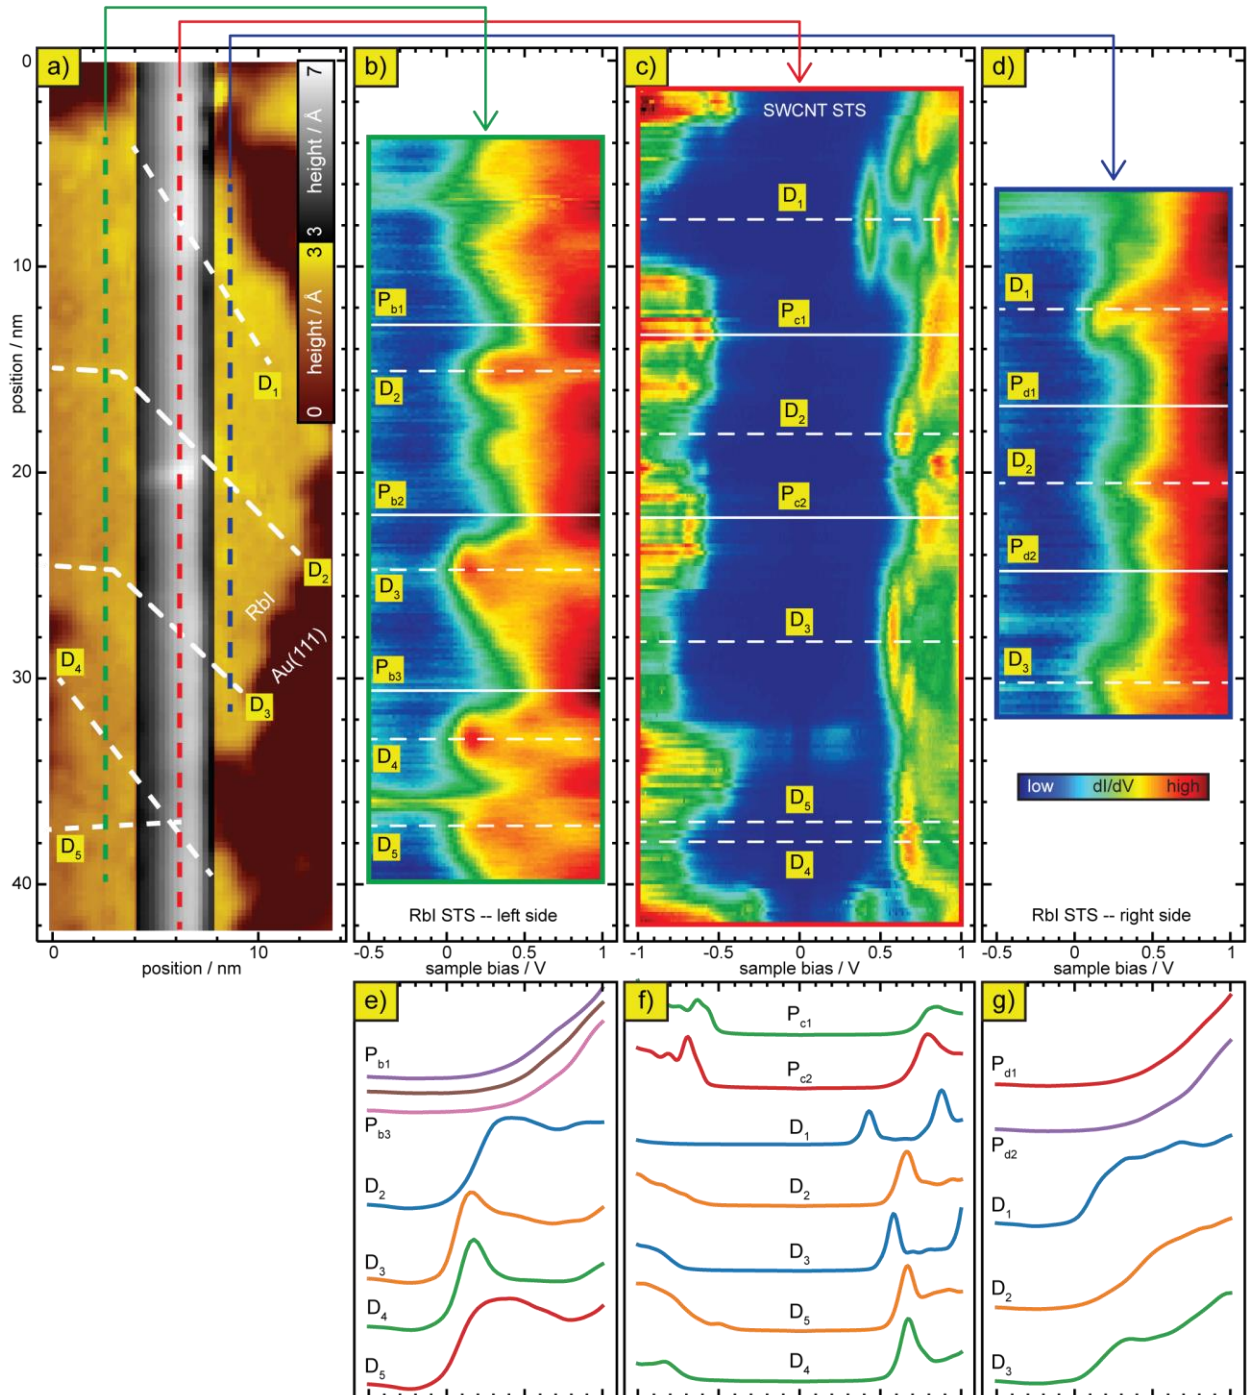 a)
b)
c)
d)
0
10
20
30
40
position / nm
height / Å
7
3
height / Å
3
0
D1
D2
RbI
Au(111)
D3
D4
D5
0
10
position / nm
Pb1
D2
Pb2
D3
Pb3
D4
D5
RbI STS -- left side
-0.5
0
0.5
1
sample bias / V
SWCNT STS
D1
Pc1
D2
Pc2
D3
D5
D4
-1
-0.5
0
0.5
1
sample bias / V
D1
Pd1
D2
Pd2
D3
low dI/dV high
RbI STS -- right side
-0.5
0
0.5
1
sample bias / V
e)
Pb1
Pb3
D2
D3
D4
D5
f)
Pc1
Pc2
D1
D2
D3
D5
D4
g)
Pd1
Pd2
D1
D2
D3